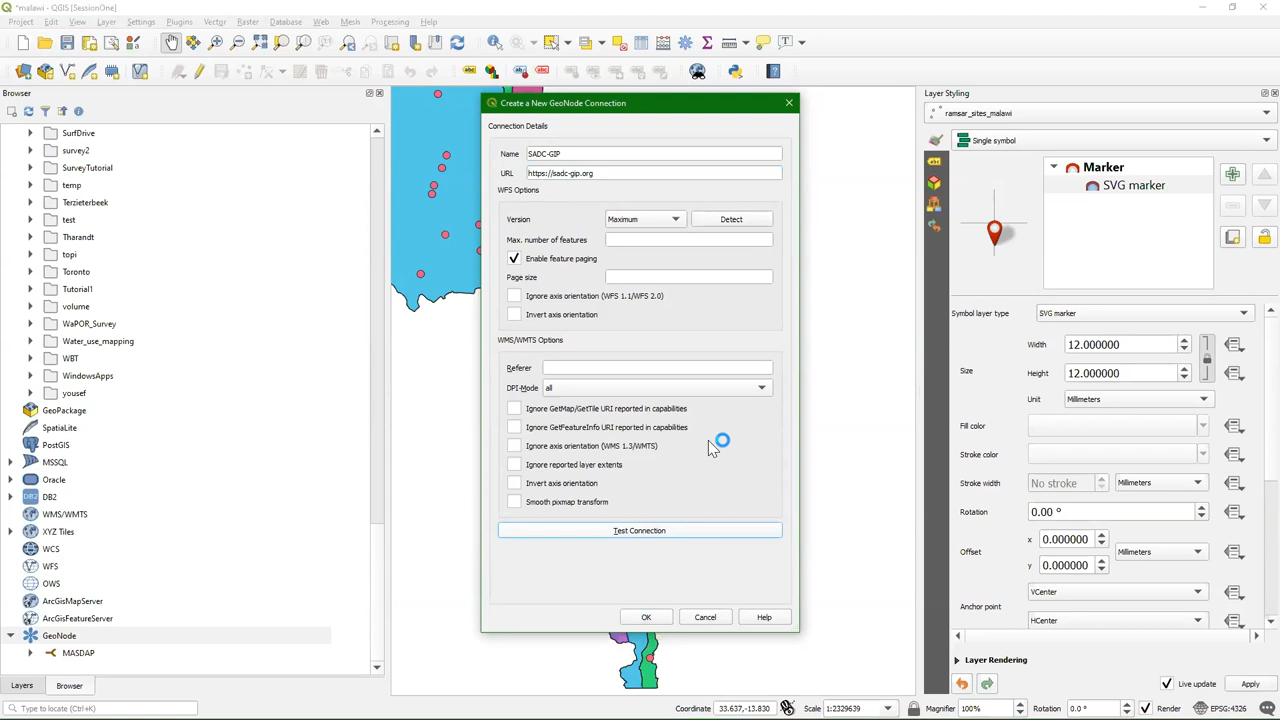 *malawi - QGIS [SessionOne]
Project Edit View Layer Settings Plugins Vector Raster Database Web Mesh Processing Help
Browser
SurfDrive
survey2
SurveyTutorial
temp
Terzieterbeek
test
Tharandt
topi
Toronto
Tutorial1
volume
WaPOR_Survey
Water_use_mapping
WBT
WindowsApps
yousef
GeoPackage
SpatiaLite
PostGIS
MSSQL
Oracle
DB2
WMS/WMTS
XYZ Tiles
WCS
WFS
OWS
ArcGisMapServer
ArcGisFeatureServer
GeoNode
MASDAP
Layers Browser
Create a New GeoNode Connection
Connection Details
Name SADC-GIP
URL https://sadc-gip.org
WFS Options
Version Maximum Detect
Max. number of features
Enable feature paging
Page size
Ignore axis orientation (WFS 1.1/WFS 2.0)
Invert axis orientation
WMS/WMTS Options
Referer
DPI-Mode all
Ignore GetMap/GetTile URI reported in capabilities
Ignore GetFeatureInfo URI reported in capabilities
Ignore axis orientation (WMS 1.3/WMTS)
Ignore reported layer extents
Invert axis orientation
Smooth pixmap transform
Test Connection
OK Cancel Help
Layer Styling
ramsar_sites_malawi
Single symbol
Marker
SVG marker
Symbol layer type SVG marker
Width 12.000000
Size
Height 12.000000
Unit Millimeters
Fill color
Stroke color
Stroke width No stroke Millimeters
Rotation 0.00 °
x 0.000000
Offset Millimeters
y 0.000000
VCenter
Anchor point
HCenter
Layer Rendering
Live update Apply
Type to locate (Ctrl+K) Coordinate 33.637,-13.830 Scale 1:2329639 Magnifier 100% Rotation 0.0 ° Render EPSG:4326